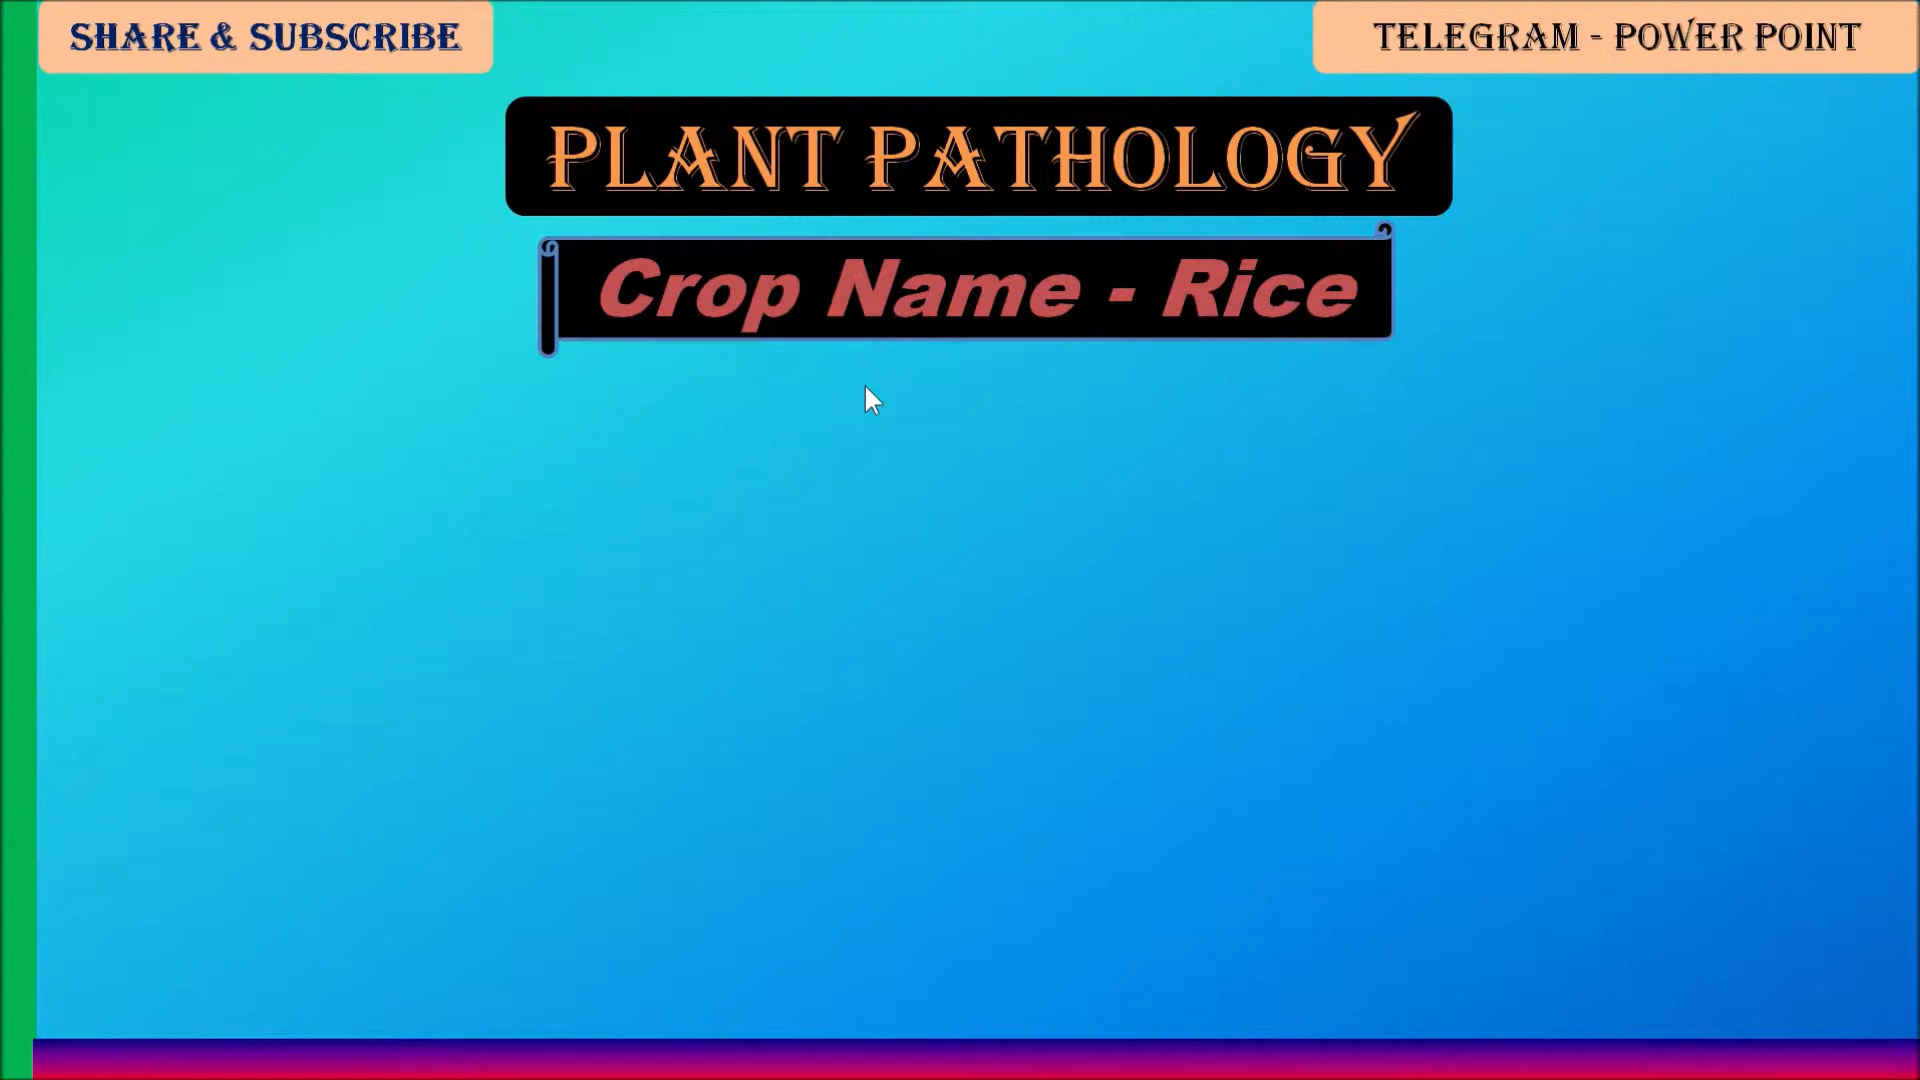 SHARE & SUBSCRIBE
TELEGRAM - POWER POINT
PLANT PATHOLOGY
Crop Name - Rice